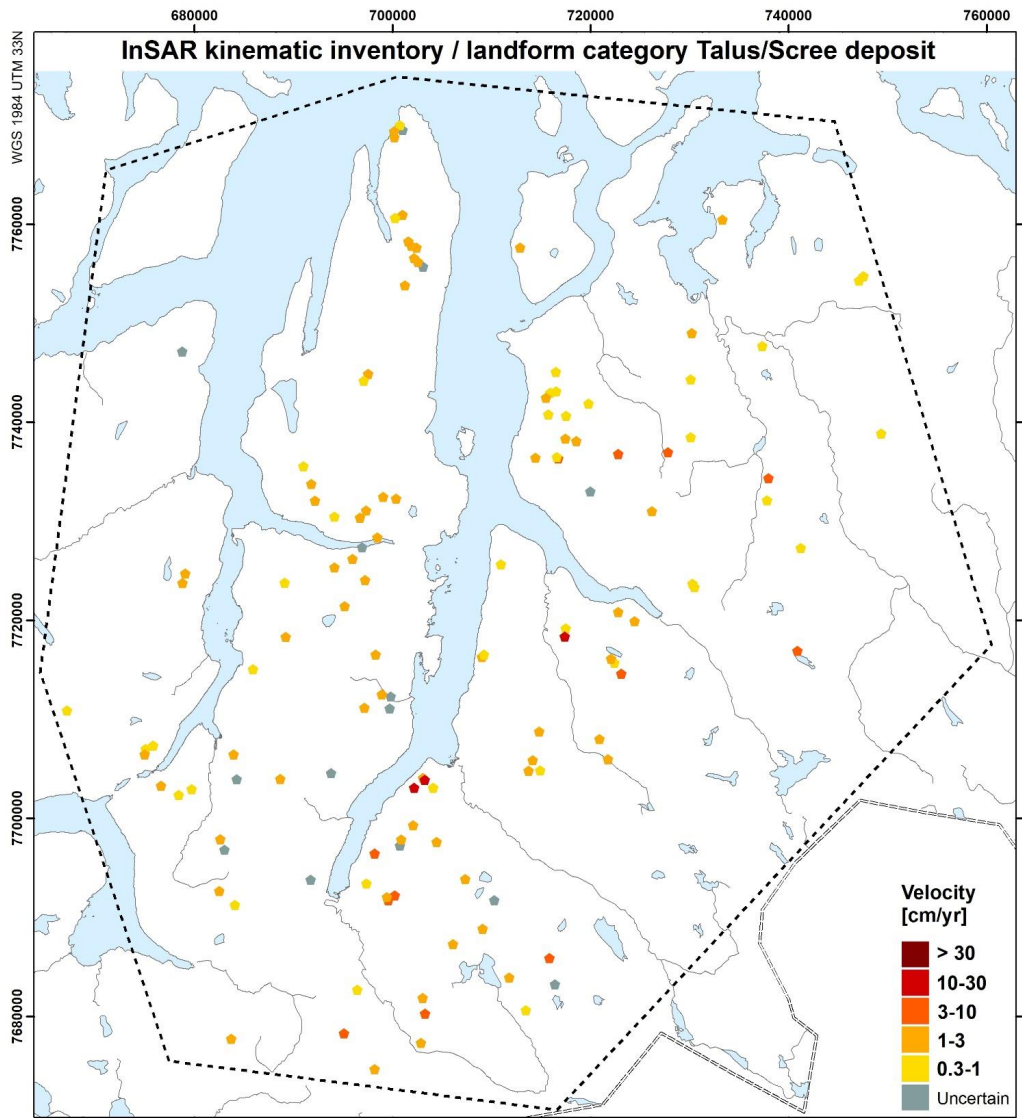 680000 700000 720000 740000 760000
InSAR kinematic inventory / landform category Talus/Scree deposit
WGS 1984 UTM 33N
7760000
7740000
7720000
7700000
7680000
Velocity
[cm/yr]
> 30
10-30
3-10
1-3
0.3-1
Uncertain